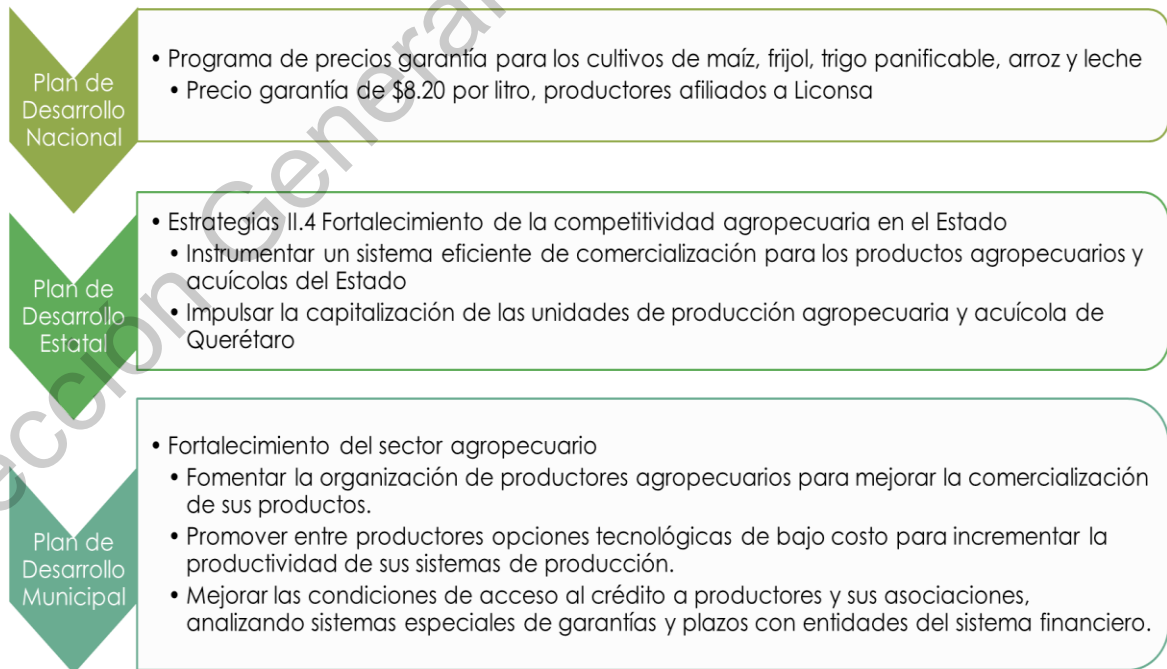 Plan de
Desarrollo
Nacional
• Programa de precios garantía para los cultivos de maíz, frijol, trigo panificable, arroz y leche
• Precio garantía de $8.20 por litro, productores afiliados a Liconsa
Plan de
Desarrollo
Estatal
• Estrategias II.4 Fortalecimiento de la competitividad agropecuaria en el Estado
• Instrumentar un sistema eficiente de comercialización para los productos agropecuarios y
acuícolas del Estado
• Impulsar la capitalización de las unidades de producción agropecuaria y acuícola de
Querétaro
Plan de
Desarrollo
Municipal
• Fortalecimiento del sector agropecuario
• Fomentar la organización de productores agropecuarios para mejorar la comercialización
de sus productos.
• Promover entre productores opciones tecnológicas de bajo costo para incrementar la
productividad de sus sistemas de producción.
• Mejorar las condiciones de acceso al crédito a productores y sus asociaciones,
analizando sistemas especiales de garantías y plazos con entidades del sistema financiero.